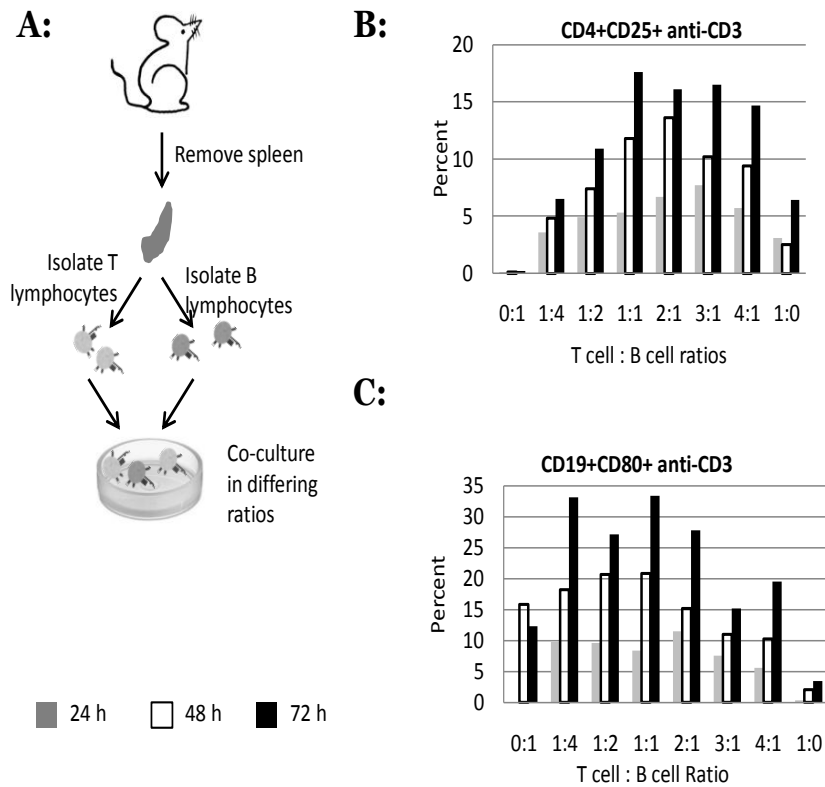 A:
Remove spleen
Isolate T
lymphocytes
Isolate B
lymphocytes
Co-culture
in differing
ratios
24 h
48 h
72 h
B:
CD4+CD25+ anti-CD3
Percent
20
15
10
5
0
0:1 1:4 1:2 1:1 2:1 3:1 4:1 1:0
T cell : B cell ratios
C:
CD19+CD80+ anti-CD3
Percent
35
30
25
20
15
10
5
0
0:1 1:4 1:2 1:1 2:1 3:1 4:1 1:0
T cell : B cell Ratio